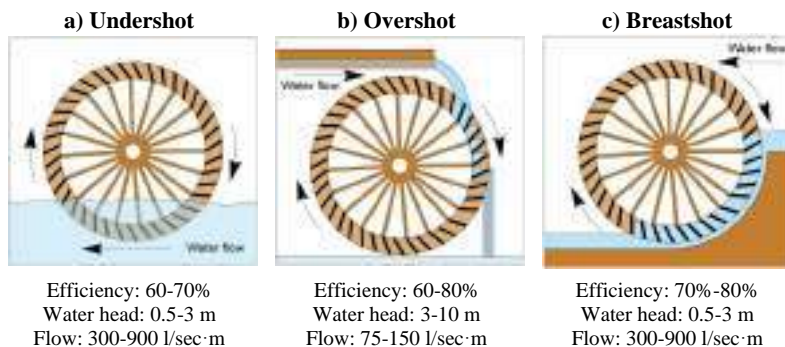 a) Undershot
b) Overshot
c) Breastshot
Water flow
Water flow
Water flow
Efficiency: 60-70%
Water head: 0.5-3 m
Flow: 300-900 l/sec·m
Efficiency: 60-80%
Water head: 3-10 m
Flow: 75-150 l/sec·m
Efficiency: 70%-80%
Water head: 0.5-3 m
Flow: 300-900 l/sec·m